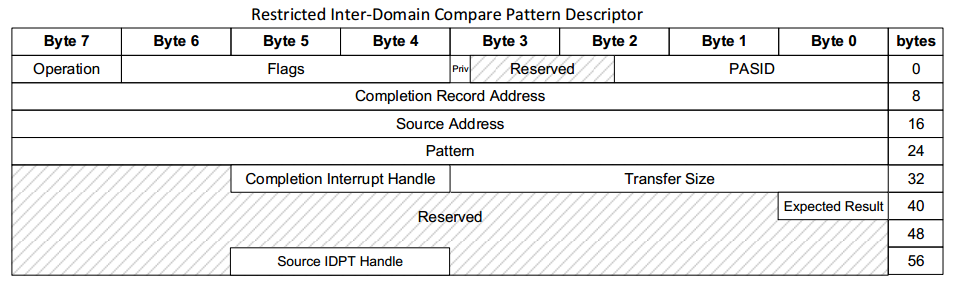 Restricted Inter-Domain Compare Pattern Descriptor
Byte 7 Byte 6 Byte 5 Byte 4 Byte 3 Byte 2 Byte 1 Byte 0 bytes
Operation Flags Priv Reserved PASID 0
Completion Record Address 8
Source Address 16
Pattern 24
Completion Interrupt Handle Transfer Size 32
Expected Result 40
Reserved
48
Source IDPT Handle 56